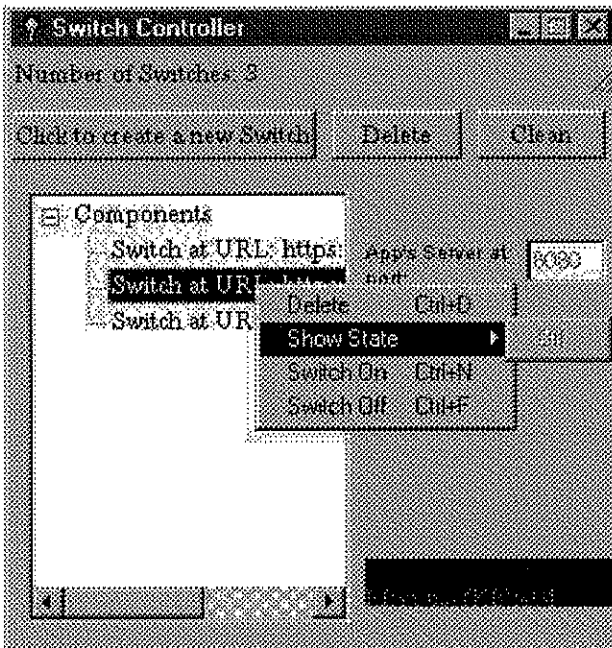 Switch Controller
Number of Switches: 3
Click to create a new Switch Delete Clean
Components
Switch at URL: https:
Switch at URL:
Switch at UR
App's Server at
port:
8080
Delete Ctrl+D
Show State
Switch On Ctrl+N
Switch Off Ctrl+F